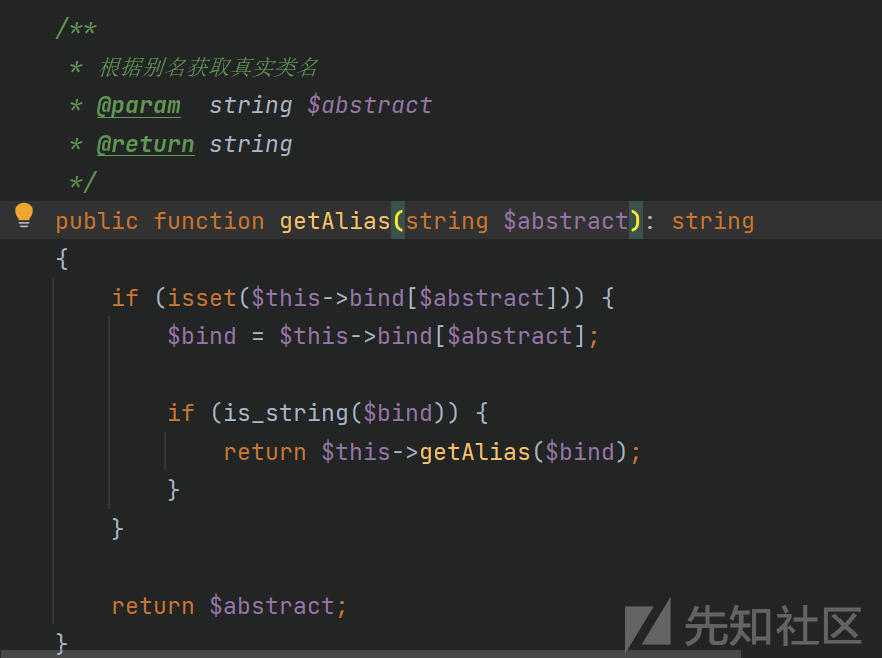 /**
 * 根据别名获取真实类名
 * @param  string $abstract
 * @return string
 */
public function getAlias(string $abstract): string
{
    if (isset($this->bind[$abstract])) {
        $bind = $this->bind[$abstract];

        if (is_string($bind)) {
            return $this->getAlias($bind);
        }
    }

    return $abstract;
}
先知社区